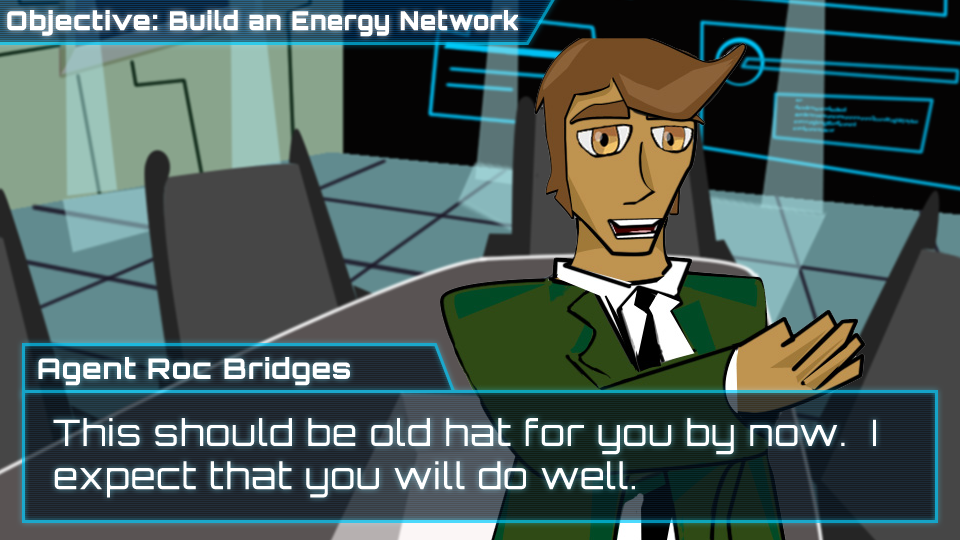 Objective: Build an Energy Network
Agent Roc Bridges
This should be old hat for you by now.  I
expect that you will do well.